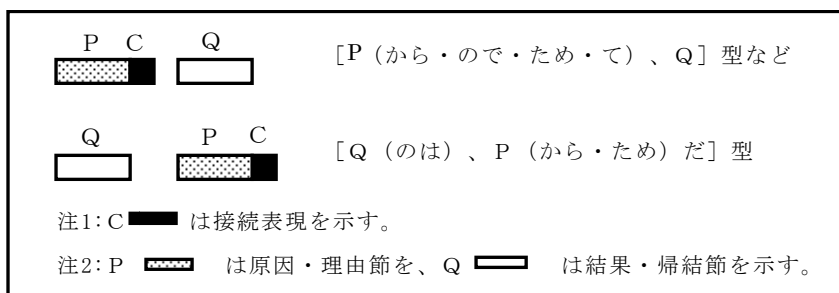 P C Q
[P(から・ので・ため・て)、Q]型など
Q P C
[Q(のは)、P(から・ため)だ]型
注1:C は接続表現を示す。
注2:P は原因・理由節を、Q は結果・帰結節を示す。